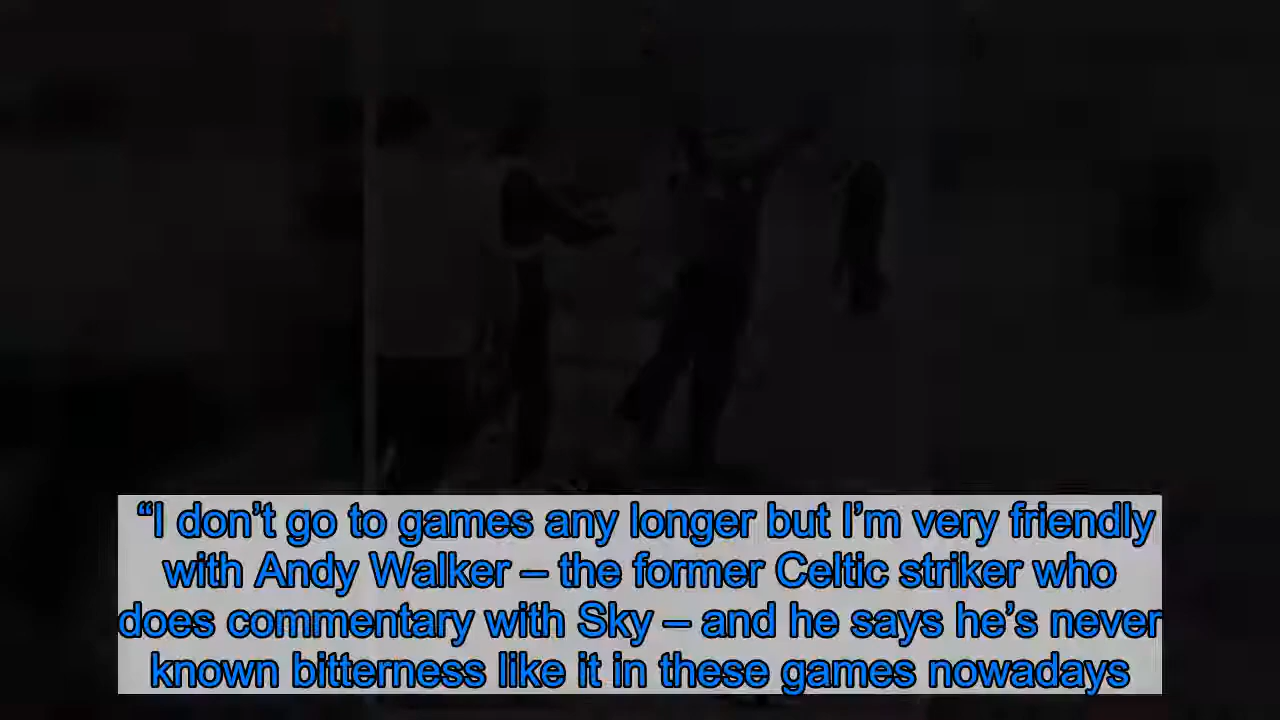 “I don’t go to games any longer but I’m very friendly
with Andy Walker – the former Celtic striker who
does commentary with Sky – and he says he’s never
known bitterness like it in these games nowadays